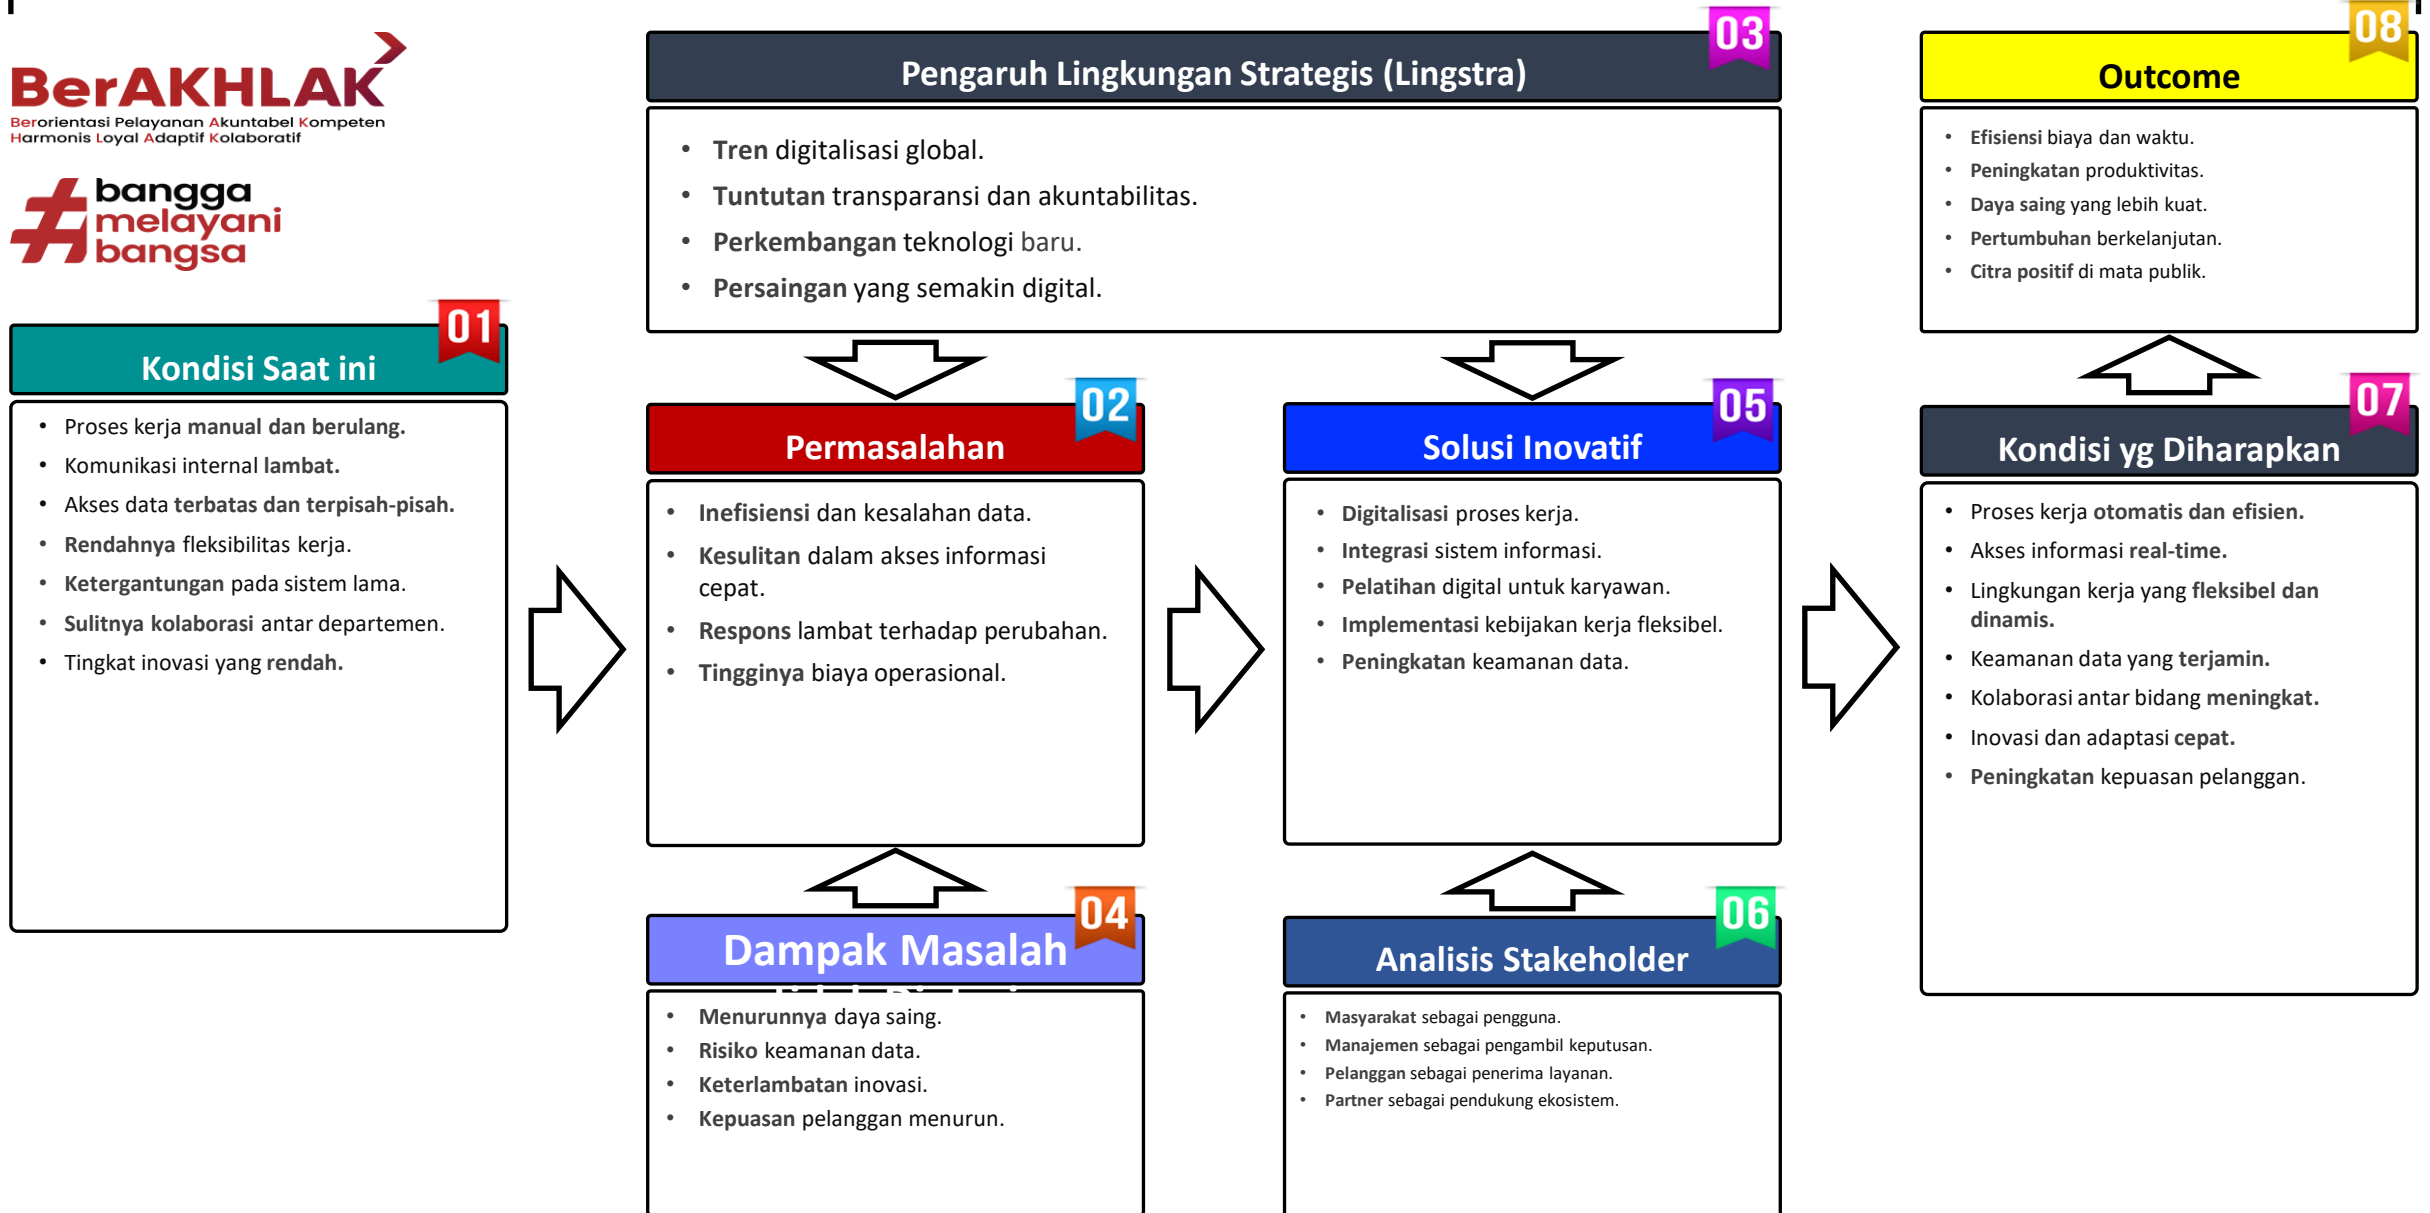 BerAKHLAK
Berorientasi Pelayanan Akuntabel Kompeten
Harmonis Loyal Adaptif Kolaboratif
#bangga
melayani
bangsa
01
Kondisi Saat ini
• Proses kerja manual dan berulang.
• Komunikasi internal lambat.
• Akses data terbatas dan terpisah-pisah.
• Rendahnya fleksibilitas kerja.
• Ketergantungan pada sistem lama.
• Sulitnya kolaborasi antar departemen.
• Tingkat inovasi yang rendah.
02
Permasalahan
• Inefisiensi dan kesalahan data.
• Kesulitan dalam akses informasi
cepat.
• Respons lambat terhadap perubahan.
• Tingginya biaya operasional.
03
Pengaruh Lingkungan Strategis (Lingstra)
• Tren digitalisasi global.
• Tuntutan transparansi dan akuntabilitas.
• Perkembangan teknologi baru.
• Persaingan yang semakin digital.
04
Dampak Masalah
• Menurunnya daya saing.
• Risiko keamanan data.
• Keterlambatan inovasi.
• Kepuasan pelanggan menurun.
05
Solusi Inovatif
• Digitalisasi proses kerja.
• Integrasi sistem informasi.
• Pelatihan digital untuk karyawan.
• Implementasi kebijakan kerja fleksibel.
• Peningkatan keamanan data.
06
Analisis Stakeholder
• Masyarakat sebagai pengguna.
• Manajemen sebagai pengambil keputusan.
• Pelanggan sebagai penerima layanan.
• Partner sebagai pendukung ekosistem.
07
Kondisi yg Diharapkan
• Proses kerja otomatis dan efisien.
• Akses informasi real-time.
• Lingkungan kerja yang fleksibel dan
dinamis.
• Keamanan data yang terjamin.
• Kolaborasi antar bidang meningkat.
• Inovasi dan adaptasi cepat.
• Peningkatan kepuasan pelanggan.
08
Outcome
• Efisiensi biaya dan waktu.
• Peningkatan produktivitas.
• Daya saing yang lebih kuat.
• Pertumbuhan berkelanjutan.
• Citra positif di mata publik.